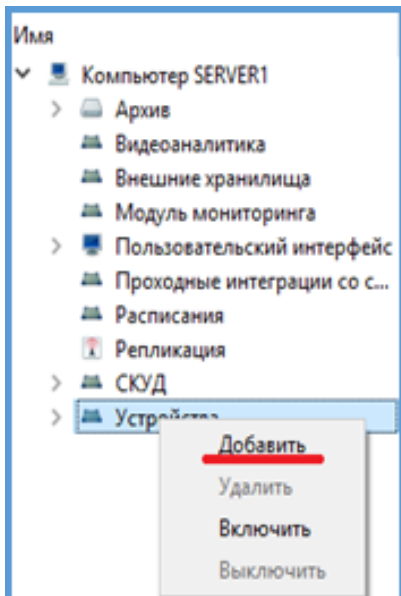 Имя
Компьютер SERVER1
Архив
Видеоаналитика
Внешние хранилища
Модуль мониторинга
Пользовательский интерфейс
Проходные интеграции со с...
Расписания
Репликация
СКУД
Устройства
Добавить
Удалить
Включить
Выключить